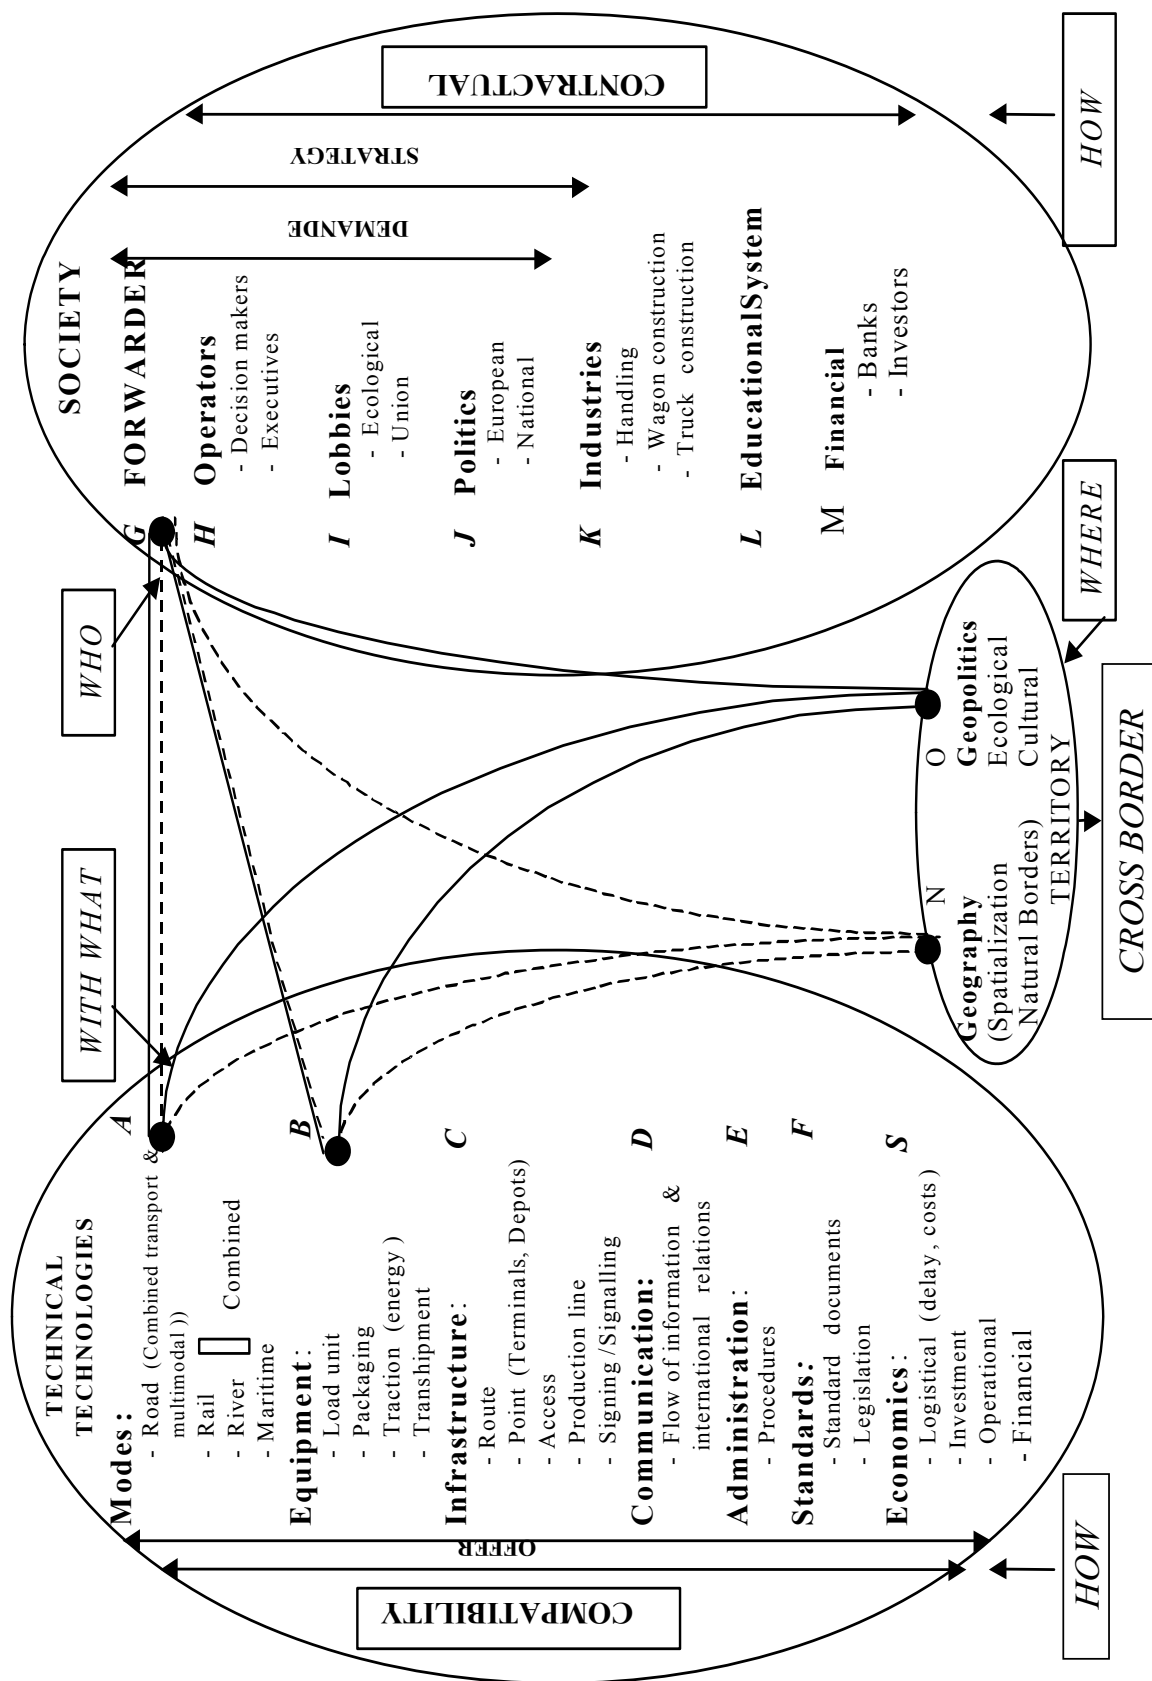 WITH WHAT
WHO
TECHNICAL
TECHNOLOGIES
Modes:
A
- Road (Combined transport &
multimodal))
- Rail
- River Combined
- Maritime
Equipment:
B
- Load unit
- Packaging
- Traction (energy)
- Transhipment
Infrastructure:
C
- Route
- Point (Terminals, Depots)
- Access
- Production line
- Signing/Signalling
Communication:
D
- Flow of information &
international relations
Administration:
E
- Procedures
Standards:
F
- Standard documents
- Legislation
Economics:
S
- Logistical (delay, costs)
- Investment
- Operational
- Financial
OFFER
COMPATIBILITY
HOW
SOCIETY
G FORWARDER
H Operators
- Decision makers
- Executives
I Lobbies
- Ecological
- Union
J Politics
- European
- National
K Industries
- Handling
- Wagon construction
- Truck construction
L EducationalSystem
M Financial
- Banks
- Investors
DEMANDE
STRATEGY
CONTRACTUAL
HOW
N O
Geography Geopolitics
(Spatialization Ecological
Natural Borders) Cultural
TERRITORY
WHERE
CROSS BORDER